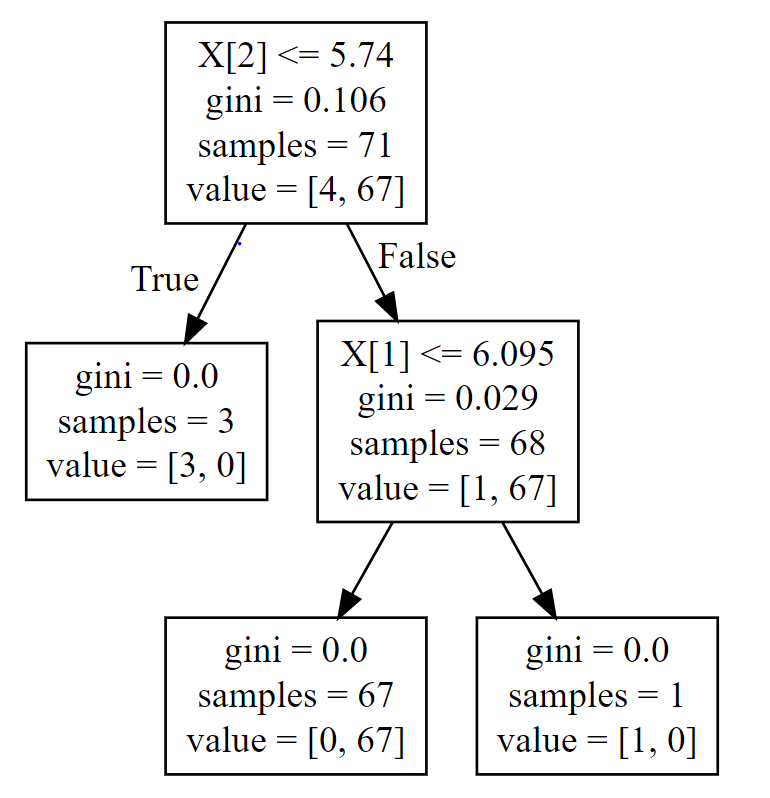 X[2] <= 5.74
gini = 0.106
samples = 71
value = [4, 67]
True
False
gini = 0.0
samples = 3
value = [3, 0]
X[1] <= 6.095
gini = 0.029
samples = 68
value = [1, 67]
gini = 0.0
samples = 67
value = [0, 67]
gini = 0.0
samples = 1
value = [1, 0]